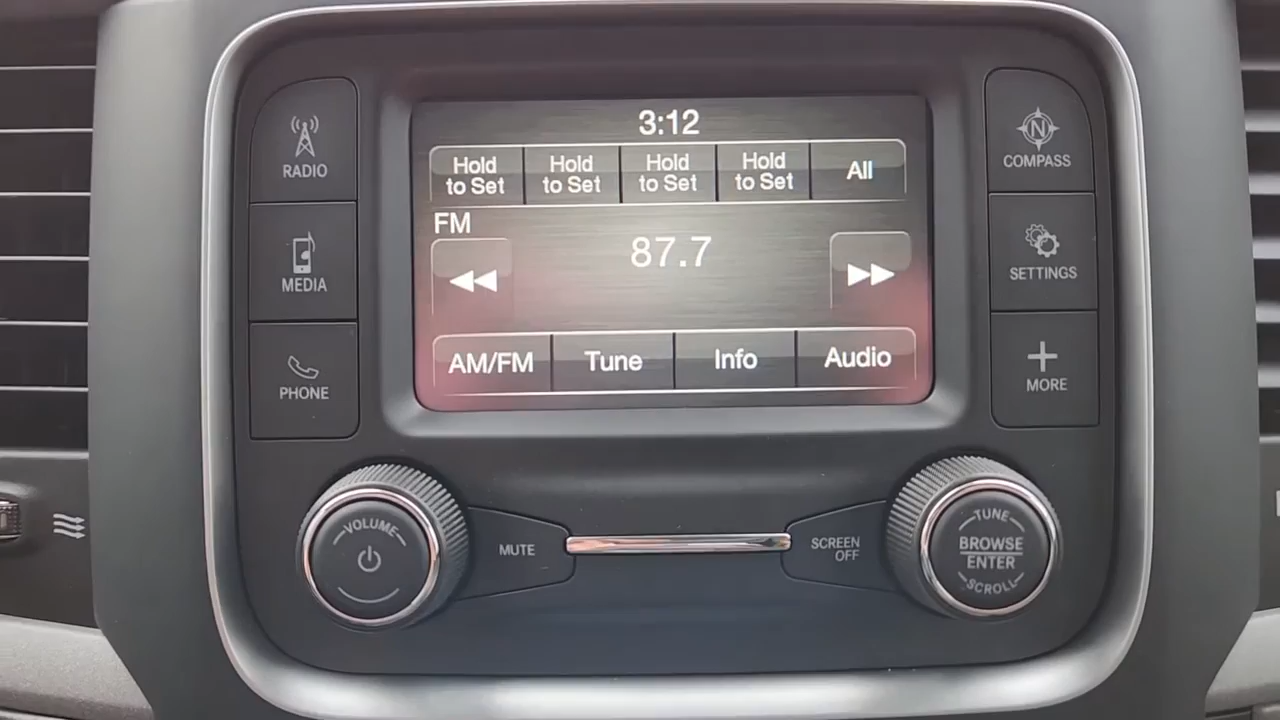 3:12
Hold to Set
Hold to Set
Hold to Set
Hold to Set
All
FM
87.7
AM/FM
Tune
Info
Audio
RADIO
MEDIA
PHONE
N
COMPASS
SETTINGS
MORE
VOLUME
MUTE
SCREEN
OFF
TUNE
BROWSE
ENTER
SCROLL